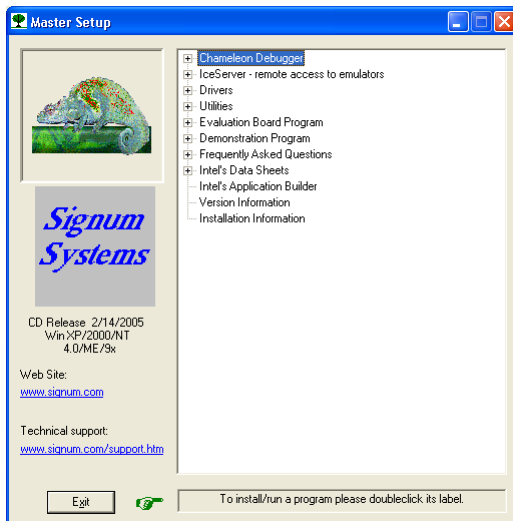 Master Setup
Chameleon Debugger
IceServer - remote access to emulators
Drivers
Utilities
Evaluation Board Program
Demonstration Program
Frequently Asked Questions
Intel's Data Sheets
Intel's Application Builder
Version Information
Installation Information
Signum
Systems
CD Release 2/14/2005
Win XP/2000/NT
4.0/ME/9x
Web Site:
www.signum.com
Technical support:
www.signum.com/support.htm
Exit
To install/run a program please doubleclick its label.